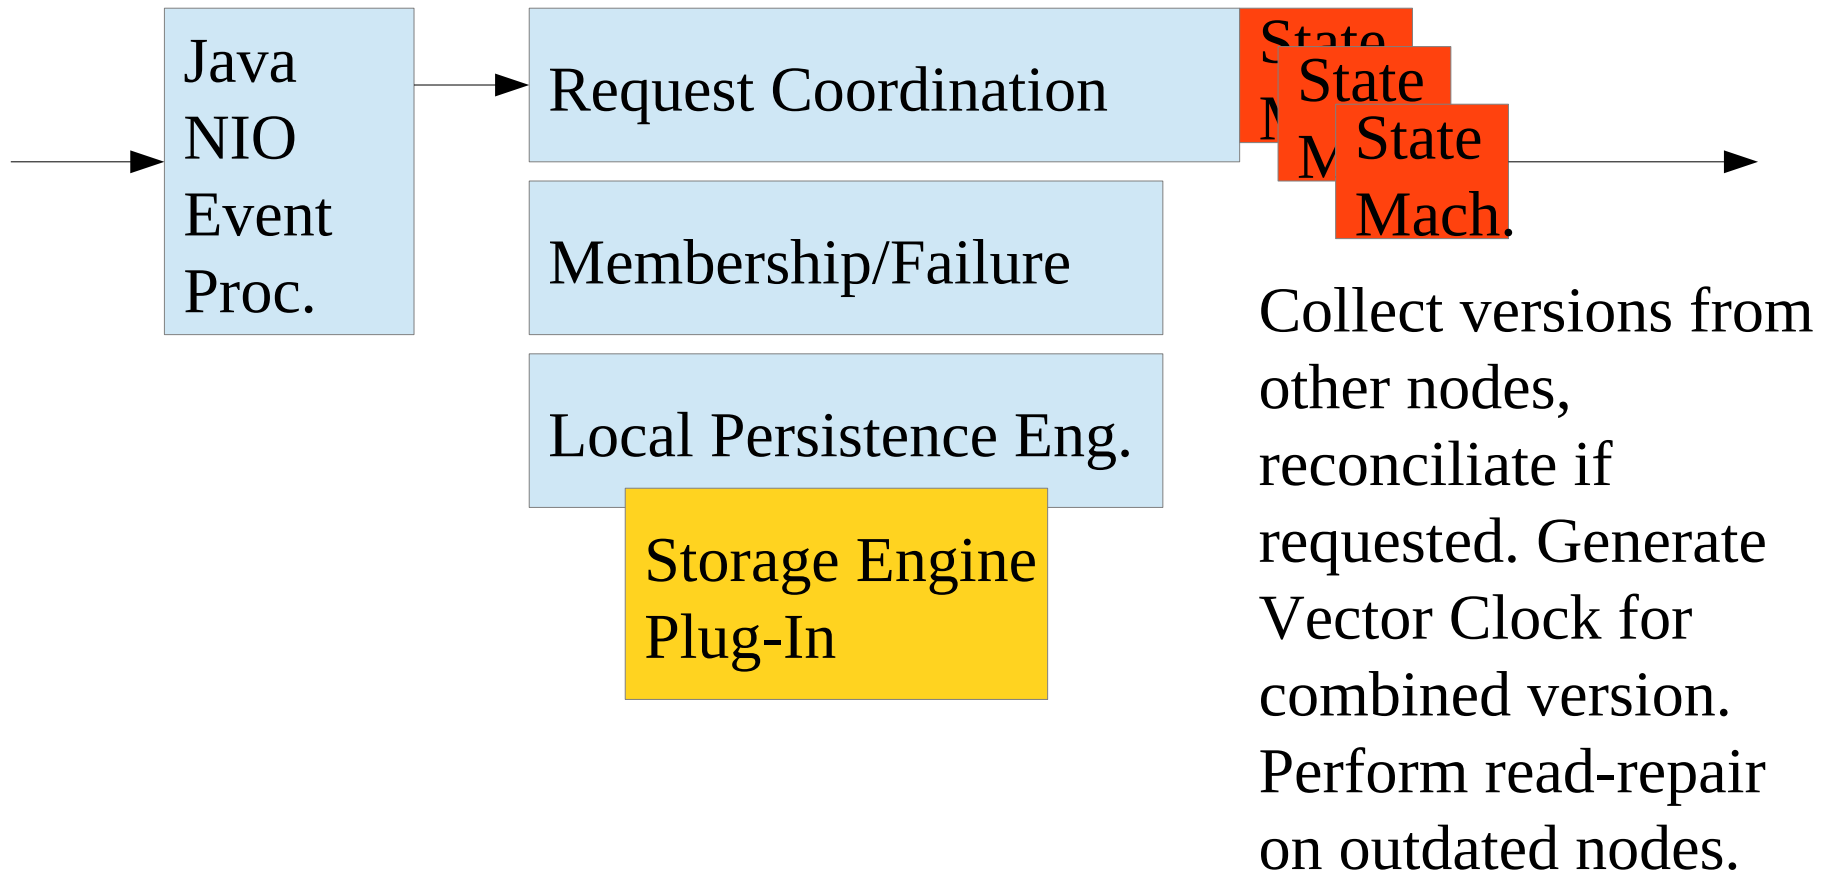 Java
NIO
Event
Proc.
Request Coordination
Membership/Failure
Local Persistence Eng.
Storage Engine
Plug-In
State
M
State
M
State
Mach.
Collect versions from
other nodes,
reconciliate if
requested. Generate
Vector Clock for
combined version.
Perform read-repair
on outdated nodes.